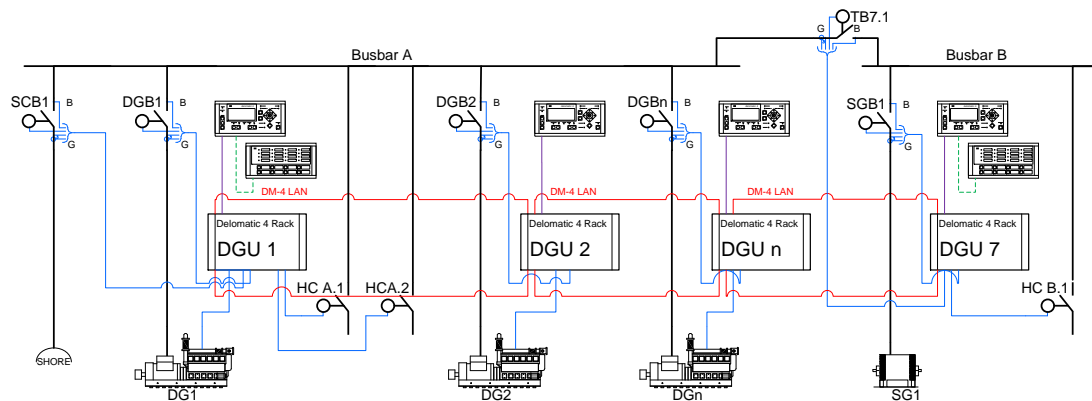 TB7.1
G
B
Busbar A
Busbar B
SCB1
B
G
DGB1
B
G
DGB2
B
G
DGBn
B
G
SGB1
B
G
DM-4 LAN
DM-4 LAN
DM-4 LAN
Delomatic 4 Rack
DGU 1
Delomatic 4 Rack
DGU 2
Delomatic 4 Rack
DGU n
Delomatic 4 Rack
DGU 7
HC A.1
HCA.2
HC B.1
SHORE
DG1
DG2
DGn
SG1